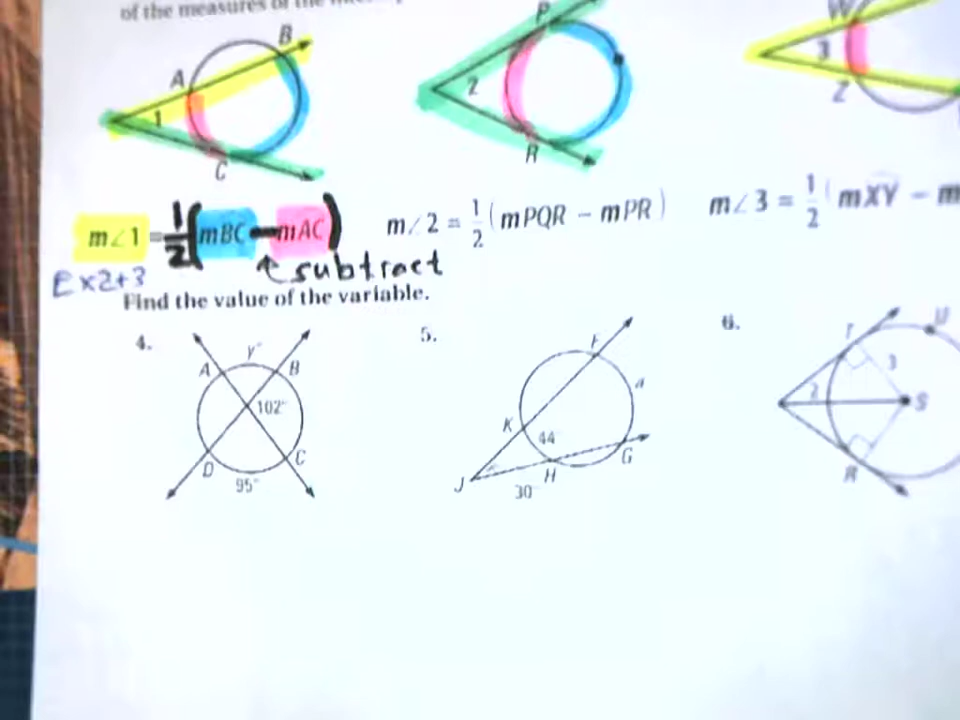 of the measures of the
B
A
1
C
P
2
R
W
3
Z
m∠1 = 1/2(mBC - mAC)
m∠2 = 1/2(mPQR - mPR)
m∠3 = 1/2(mXY - m
↑ subtract
Ex2+3
Find the value of the variable.
4.
A
y°
B
102°
D
C
95°
5.
F
a
K
44
J
H
G
30
6.
T
U
3
2
S
R